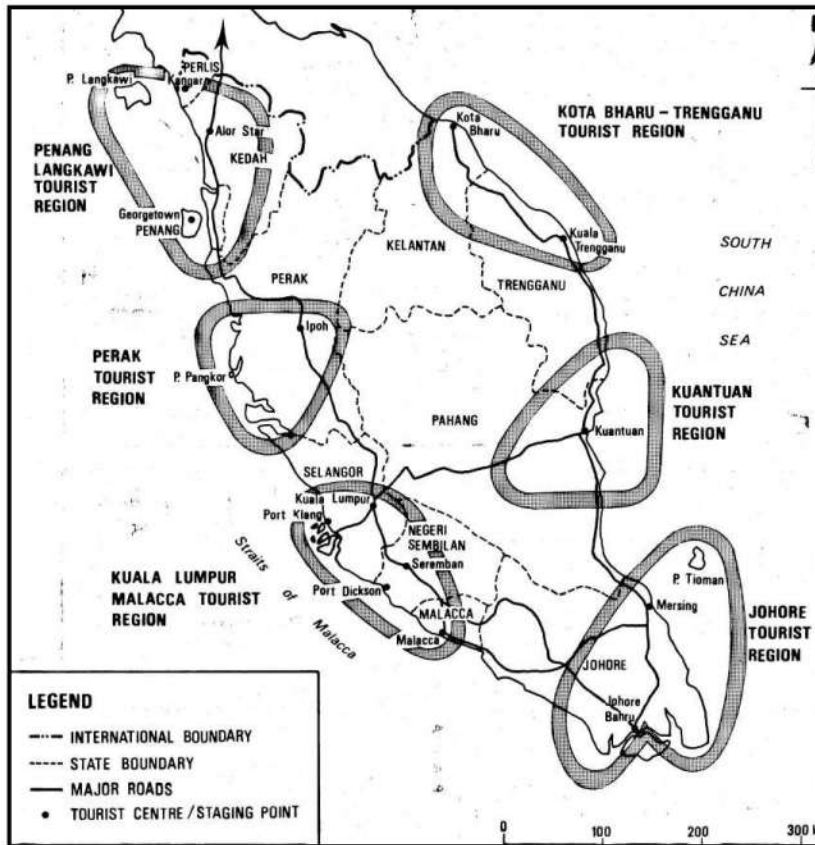 PERLIS
P. Langkawi
Kangar
Alor Star
KEDAH
PENANG
LANGKAWI
TOURIST
REGION
Georgetown
PENANG
KOTA BHARU – TRENGGANU
TOURIST REGION
Kota
Bharu
Kuala
Trengganu
KELANTAN
TRENGGANU
PERAK
SOUTH
CHINA
SEA
Ipoh
P. Pangkor
PERAK
TOURIST
REGION
PAHANG
KUANTUAN
TOURIST
REGION
Kuantuan
SELANGOR
Kuala Lumpur
Port Klang
NEGERI
SEMBILAN
Seremban
Port Dickson
MALACCA
Malacca
Straits of Malacca
KUALA LUMPUR
MALACCA TOURIST
REGION
P. Tioman
Mersing
JOHORE
TOURIST
REGION
JOHORE
Johore
Bahru
LEGEND
INTERNATIONAL BOUNDARY
STATE BOUNDARY
MAJOR ROADS
TOURIST CENTRE/STAGING POINT
0 100 200 300